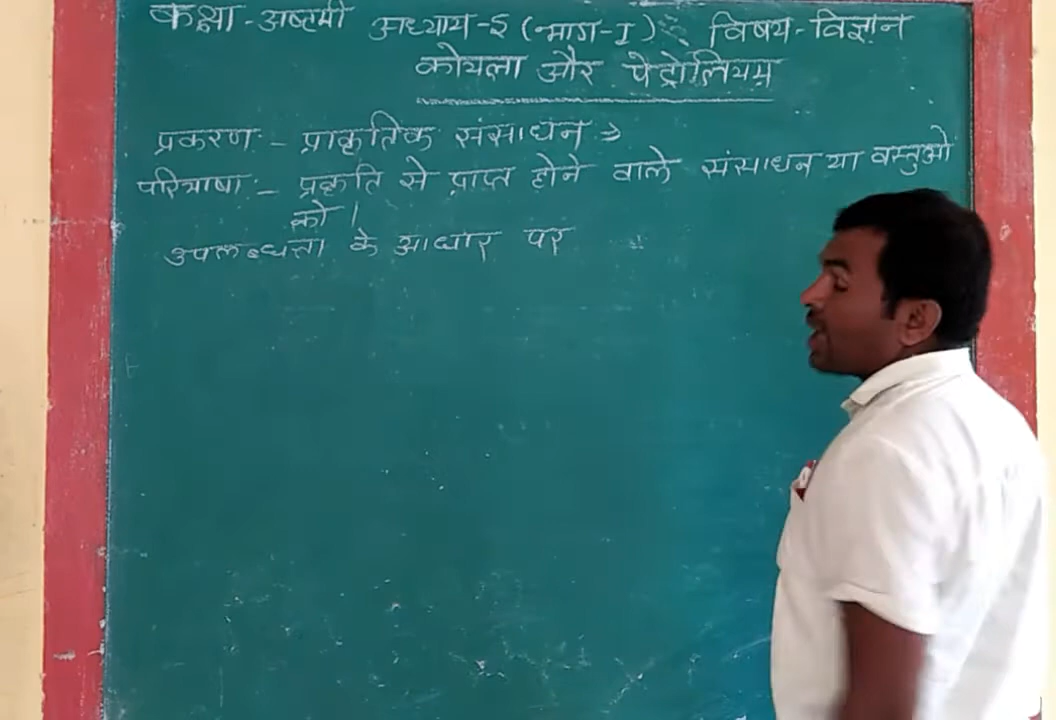 कक्षा-अष्टमी अध्याय-5 (भाग-I) विषय-विज्ञान
कोयला और पेट्रोलियम
प्रकरण:- प्राकृतिक संसाधन →
परिभाषा:- प्रकृति से प्राप्त होने वाले संसाधन या वस्तुओ
को।
उपलब्धता के आधार पर